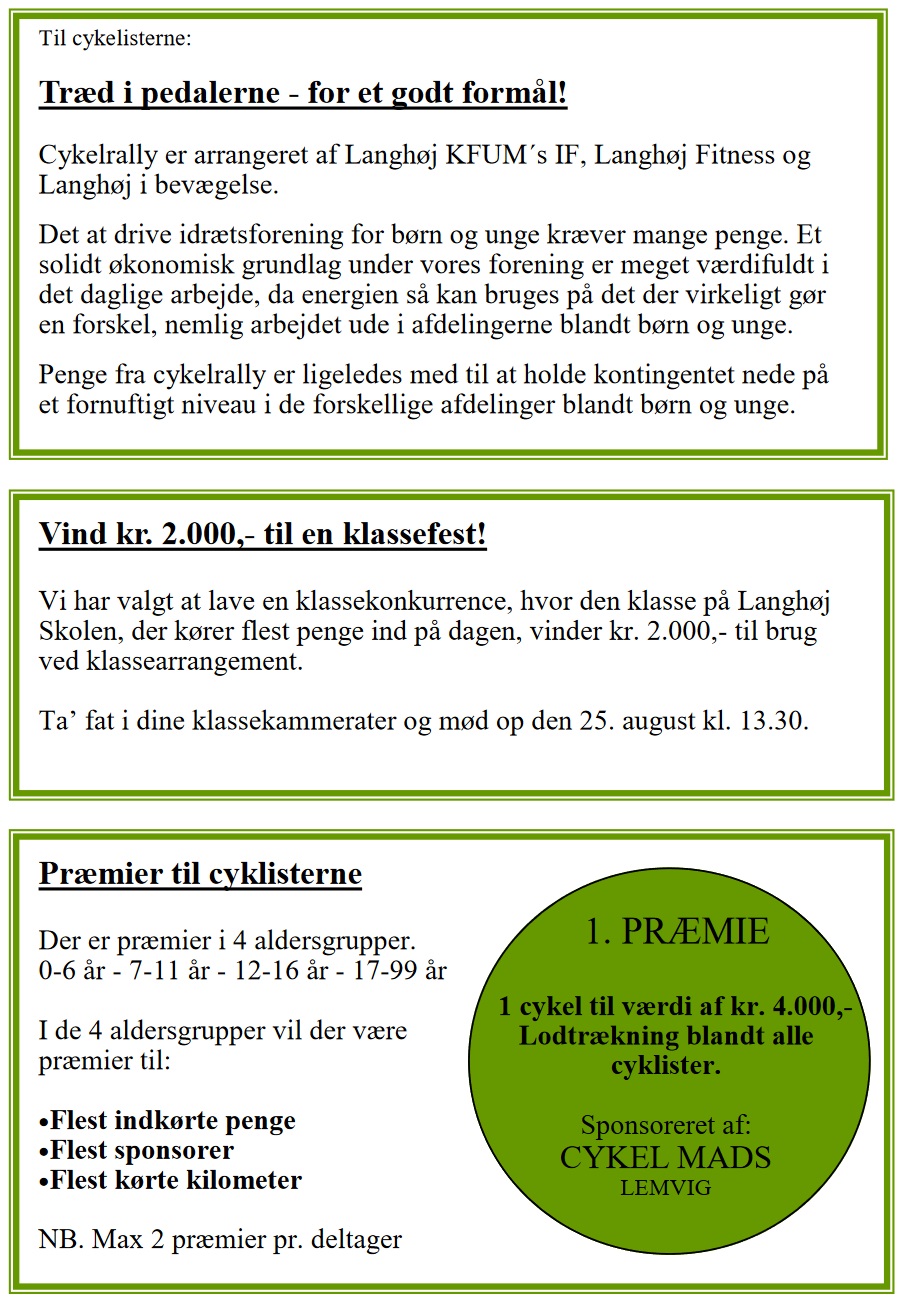 Til cykelisterne:
Træd i pedalerne - for et godt formål!
Cykelrally er arrangeret af Langhøj KFUM´s IF, Langhøj Fitness og
Langhøj i bevægelse.
Det at drive idrætsforening for børn og unge kræver mange penge. Et
solidt økonomisk grundlag under vores forening er meget værdifuldt i
det daglige arbejde, da energien så kan bruges på det der virkeligt gør
en forskel, nemlig arbejdet ude i afdelingerne blandt børn og unge.
Penge fra cykelrally er ligeledes med til at holde kontingentet nede på
et fornuftigt niveau i de forskellige afdelinger blandt børn og unge.
Vind kr. 2.000,- til en klassefest!
Vi har valgt at lave en klassekonkurrence, hvor den klasse på Langhøj
Skolen, der kører flest penge ind på dagen, vinder kr. 2.000,- til brug
ved klassearrangement.
Ta’ fat i dine klassekammerater og mød op den 25. august kl. 13.30.
Præmier til cyklisterne
Der er præmier i 4 aldersgrupper.
0-6 år - 7-11 år - 12-16 år - 17-99 år
I de 4 aldersgrupper vil der være
præmier til:
•Flest indkørte penge
•Flest sponsorer
•Flest kørte kilometer
NB. Max 2 præmier pr. deltager
1. PRÆMIE
1 cykel til værdi af kr. 4.000,-
Lodtrækning blandt alle
cyklister.
Sponsoreret af:
CYKEL MADS
LEMVIG